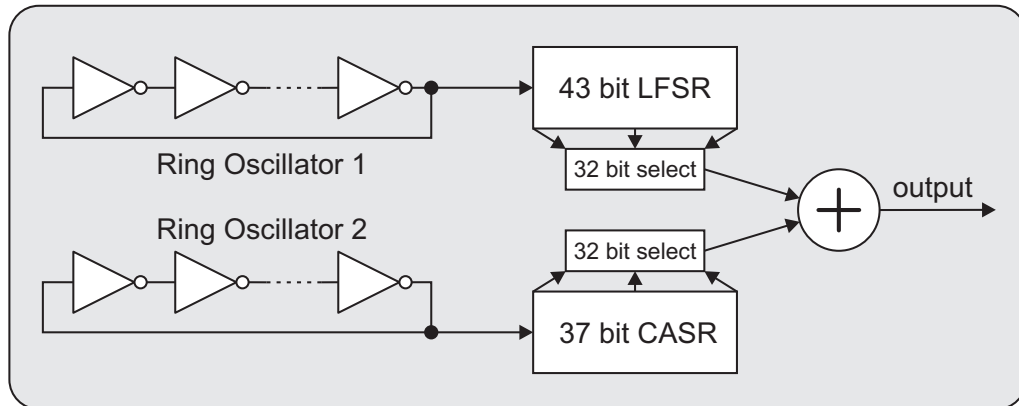 43 bit LFSR
Ring Oscillator 1
32 bit select
output
Ring Oscillator 2
32 bit select
37 bit CASR